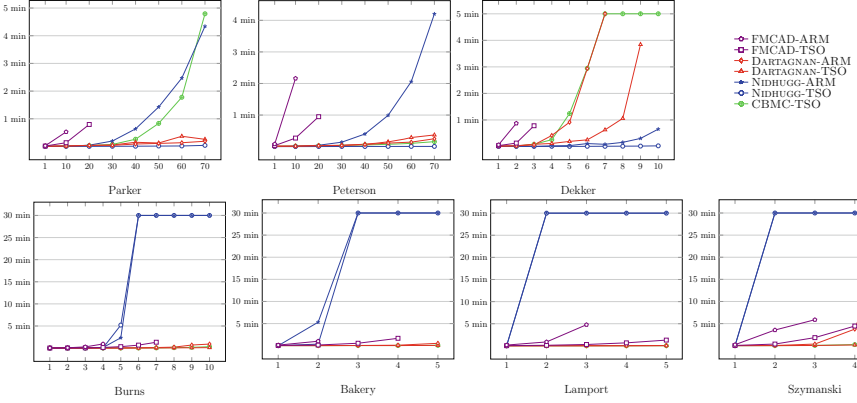 5 min
4 min
3 min
2 min
1 min
1 10 20 30 40 50 60 70
Parker
4 min
3 min
2 min
1 min
1 10 20 30 40 50 60 70
Peterson
5 min
4 min
3 min
2 min
1 min
1 2 3 4 5 6 7 8 9 10
Dekker
FMCAD-ARM
FMCAD-TSO
DARTAGNAN-ARM
DARTAGNAN-TSO
NIDHUGG-ARM
NIDHUGG-TSO
CBMC-TSO
30 min
25 min
20 min
15 min
10 min
5 min
1 2 3 4 5 6 7 8 9 10
Burns
30 min
25 min
20 min
15 min
10 min
5 min
1 2 3 4 5
Bakery
30 min
25 min
20 min
15 min
10 min
5 min
1 2 3 4 5
Lamport
30 min
25 min
20 min
15 min
10 min
5 min
1 2 3 4
Szymanski